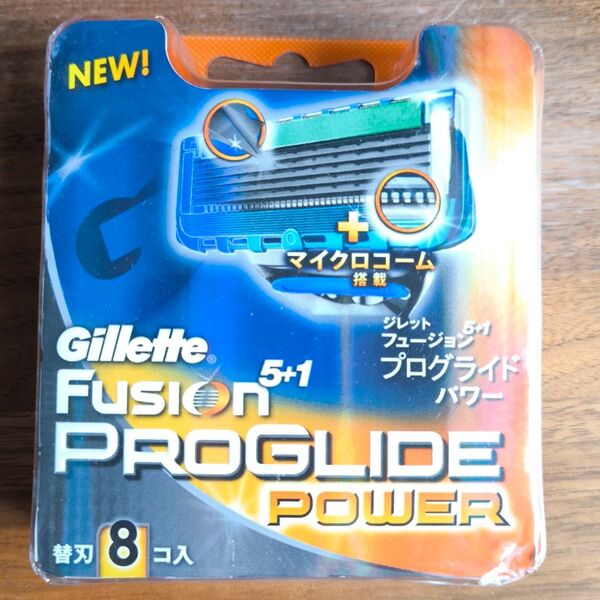 NEW!
+
マイクロコーム
搭載
Gillette®
Fusion 5+1
PROGLIDE
POWER
ジレット
フュージョン5+1
プログライド
パワー
替刃 8 コ入